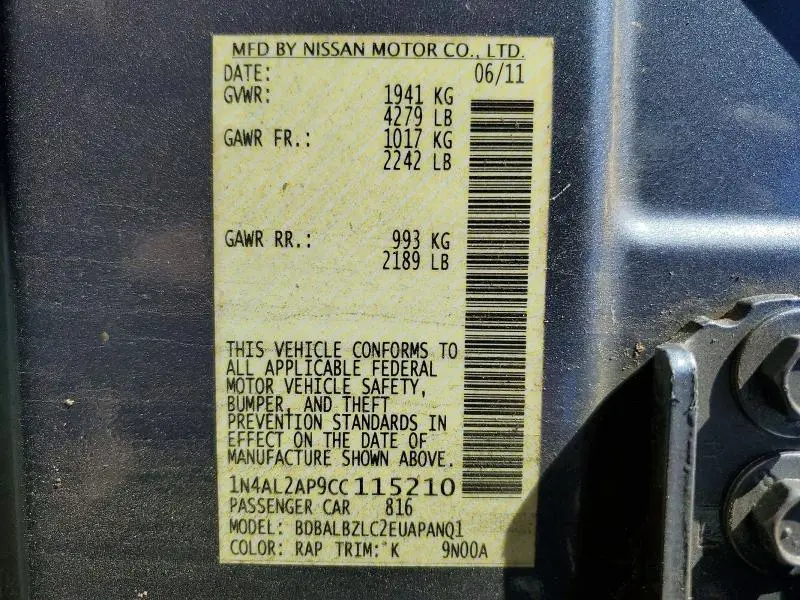 MFD BY NISSAN MOTOR CO., LTD.
DATE: 06/11
GVWR: 1941 KG
4279 LB
GAWR FR.: 1017 KG
2242 LB
GAWR RR.: 993 KG
2189 LB
THIS VEHICLE CONFORMS TO
ALL APPLICABLE FEDERAL
MOTOR VEHICLE SAFETY,
BUMPER, AND THEFT
PREVENTION STANDARDS IN
EFFECT ON THE DATE OF
MANUFACTURE SHOWN ABOVE.
1N4AL2AP9CC115210
PASSENGER CAR 816
MODEL: BDBALBZLC2EUAPANQ1
COLOR: RAP TRIM: K 9N00A